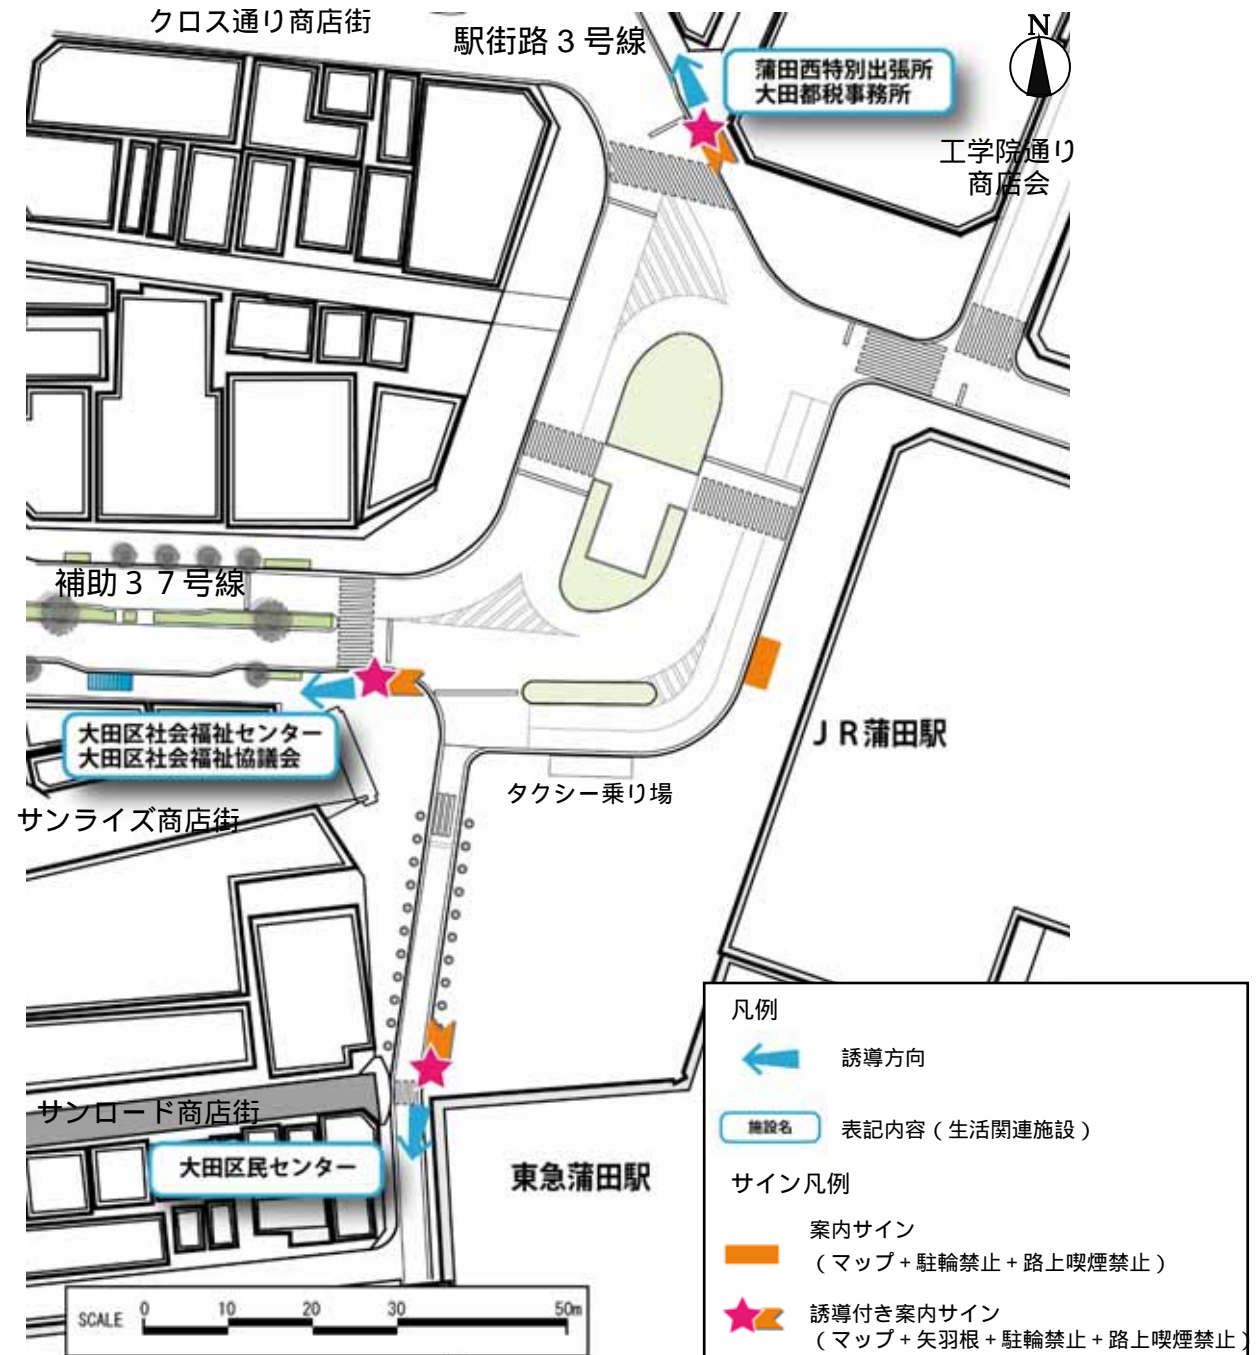 クロス通り商店街
駅街路3号線
N
蒲田西特別出張所
大田都税事務所
工学院通り
商店会
補助37号線
大田区社会福祉センター
大田区社会福祉協議会
JR蒲田駅
タクシー乗り場
サンライズ商店街
サンロード商店街
大田区民センター
東急蒲田駅
凡例
誘導方向
施設名
表記内容(生活関連施設)
サイン凡例
案内サイン
(マップ+駐輪禁止+路上喫煙禁止)
誘導付き案内サイン
(マップ+矢羽根+駐輪禁止+路上喫煙禁止)
SCALE 0 10 20 30 50m